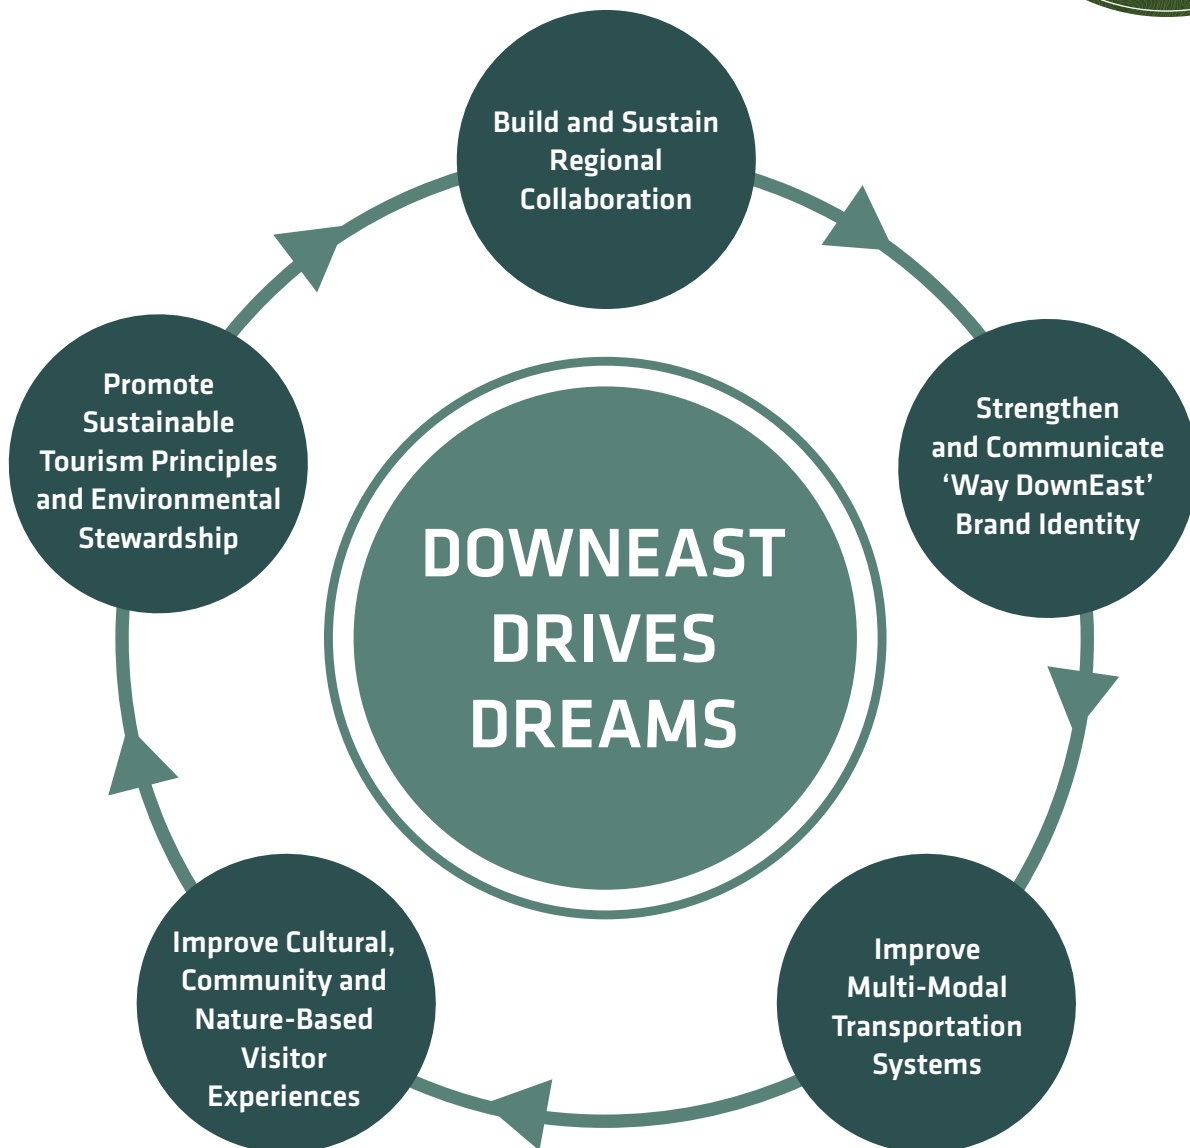 Build and Sustain
Regional
Collaboration
Strengthen
and Communicate
‘Way DownEast’
Brand Identity
Improve
Multi-Modal
Transportation
Systems
Improve Cultural,
Community and
Nature-Based
Visitor
Experiences
Promote
Sustainable
Tourism Principles
and Environmental
Stewardship
DOWNEAST
DRIVES
DREAMS